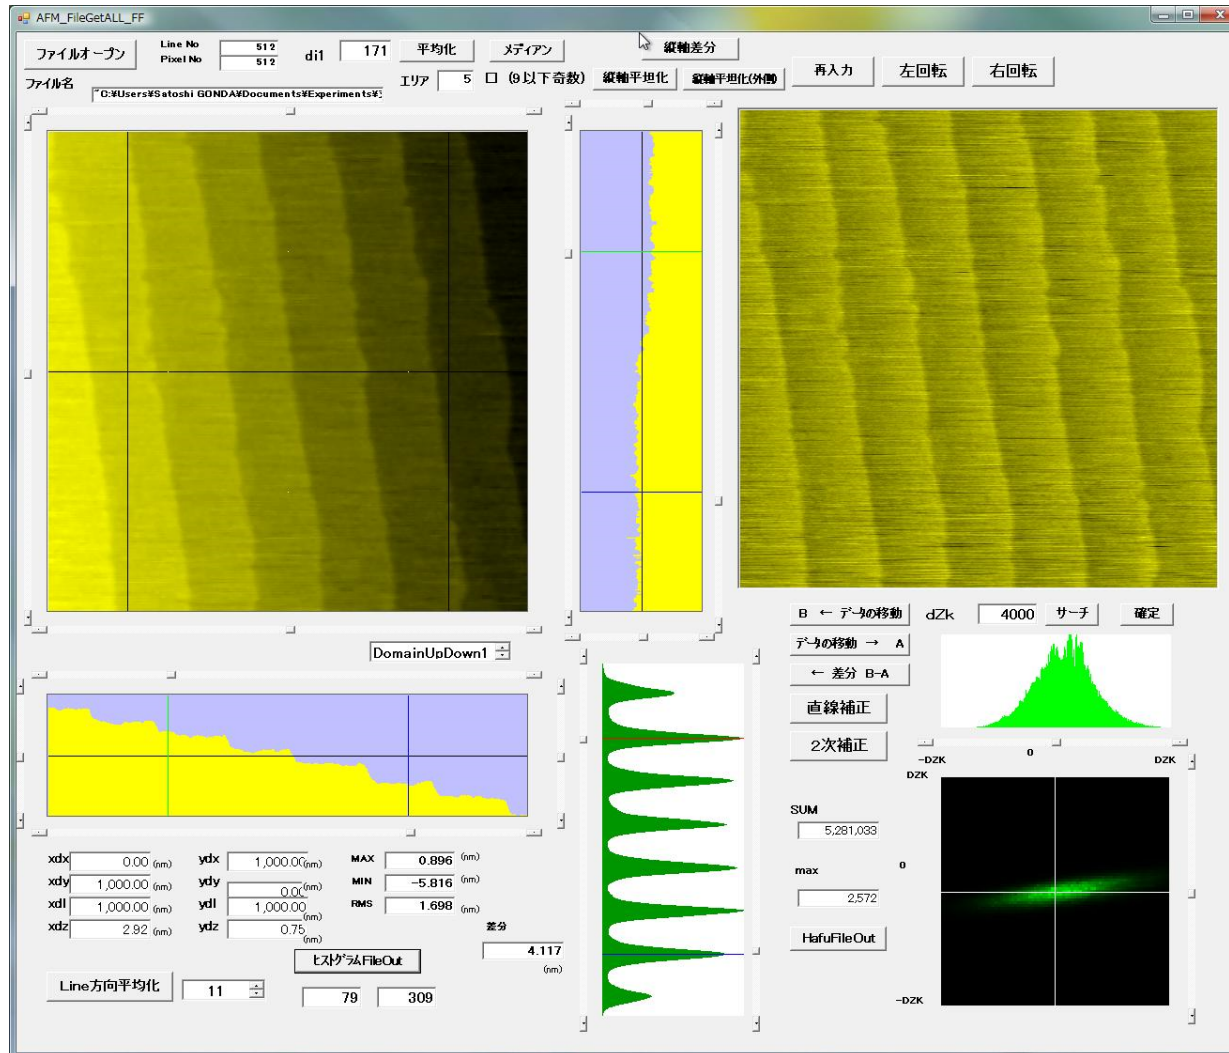 AFM_FileGetALL_FF
ファイルオープン
Line No 512
Pixel No 512
di1 171
平均化
メディアン
縦軸差分
エリア 5 口 (9以下奇数)
縦軸平坦化
縦軸平坦化(外側)
再入力
左回転
右回転
ファイル名
"C:¥Users¥Satoshi GONDA¥Documents¥Experiments¥
DomainUpDown1
B ← データの移動
dZk 4000
サーチ
確定
データの移動 → A
← 差分 B-A
直線補正
2次補正
-DZK 0 DZK
DZK
0
-DZK
SUM
5,281,033
max
2,572
HafuFileOut
xdx 0.00 (nm)
ydx 1,000.00 (nm)
MAX 0.896 (nm)
xdy 1,000.00 (nm)
ydy 0.00 (nm)
MIN -5.816 (nm)
xdl 1,000.00 (nm)
ydl 1,000.00 (nm)
RMS 1.698 (nm)
xdz 2.92 (nm)
ydz 0.75 (nm)
差分
4.117
(nm)
ヒストグラムFileOut
Line方向平均化 11
79 309